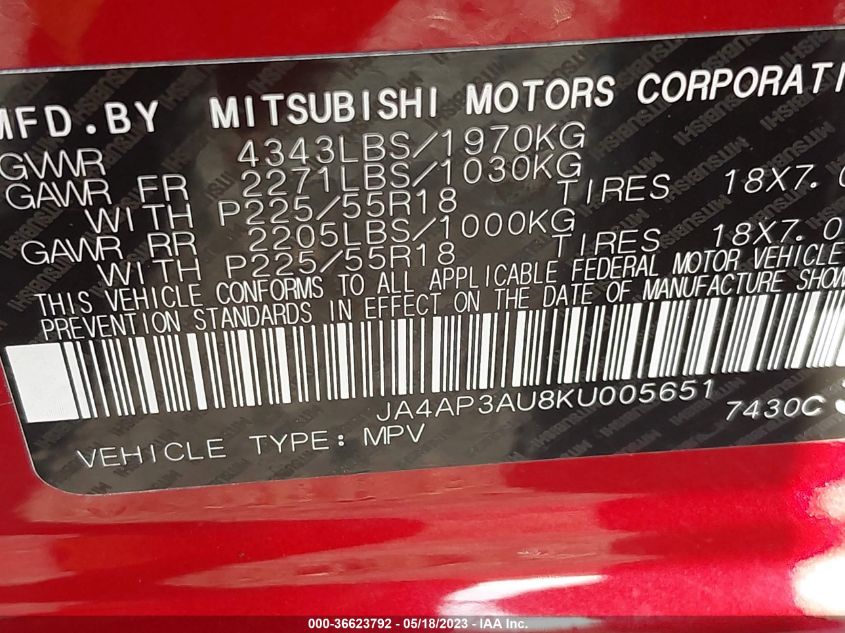 MFD.BY MITSUBISHI MOTORS CORPORATI
GVWR 4343LBS/1970KG
GAWR FR 2271LBS/1030KG
WITH P225/55R18 TIRES 18X7.
GAWR RR 2205LBS/1000KG
WITH P225/55R18 TIRES 18X7.0
THIS VEHICLE CONFORMS TO ALL APPLICABLE FEDERAL MOTOR VEHICLE
PREVENTION STANDARDS IN EFFECT ON THE DATE OF MANUFACTURE SHOW
JA4AP3AU8KU005651
7430C
VEHICLE TYPE: MPV
000-36623792 - 05/18/2023 - IAA Inc.